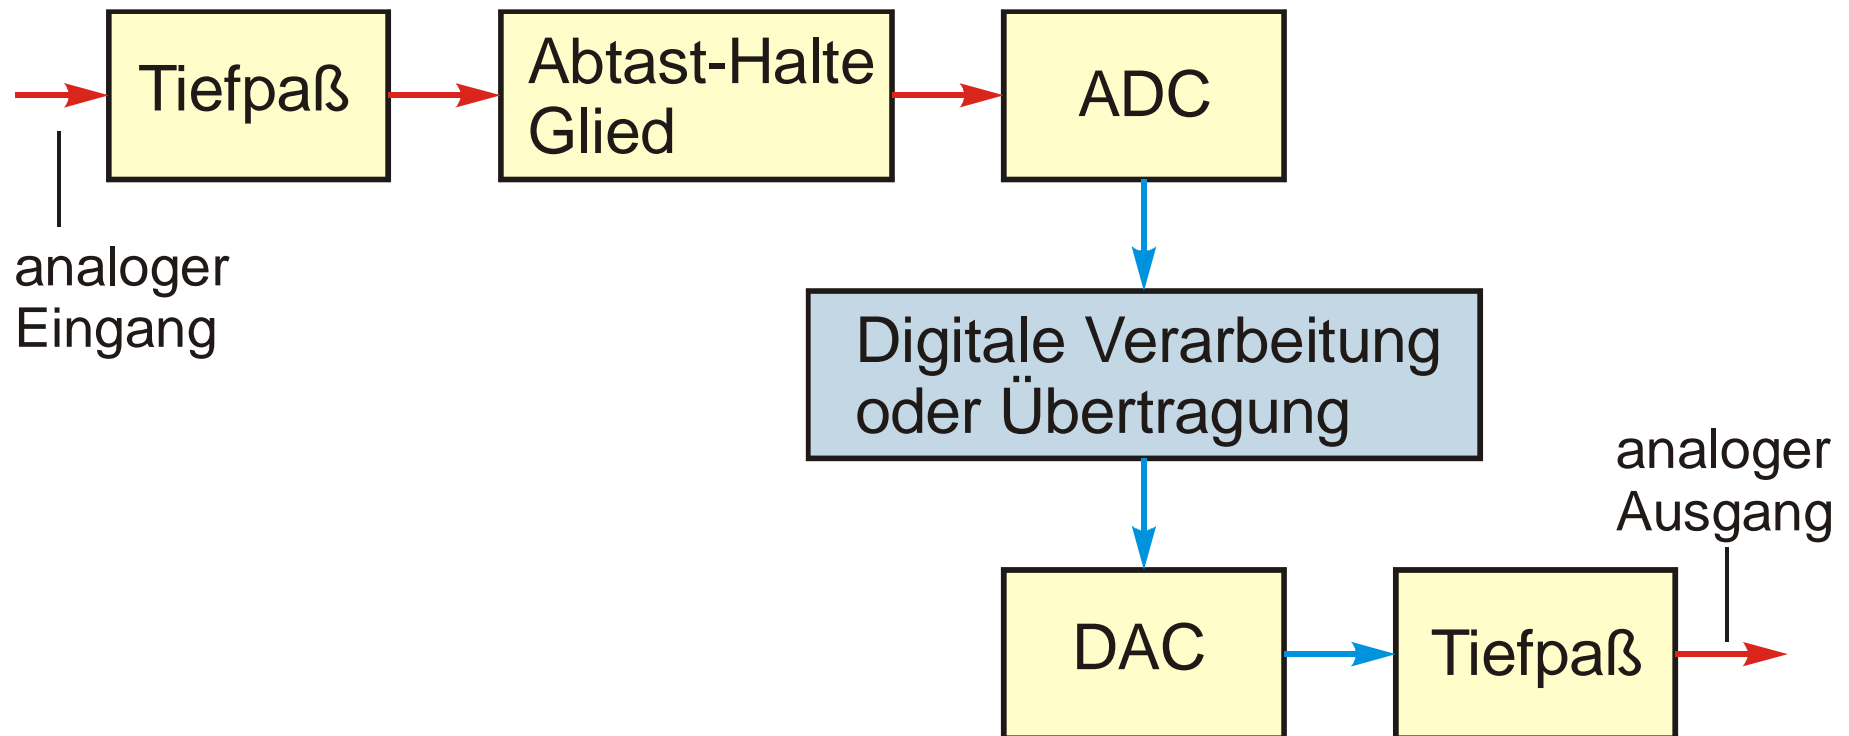 Tiefpaß
Abtast-Halte
Glied
ADC
analoger
Eingang
Digitale Verarbeitung
oder Übertragung
analoger
Ausgang
DAC
Tiefpaß